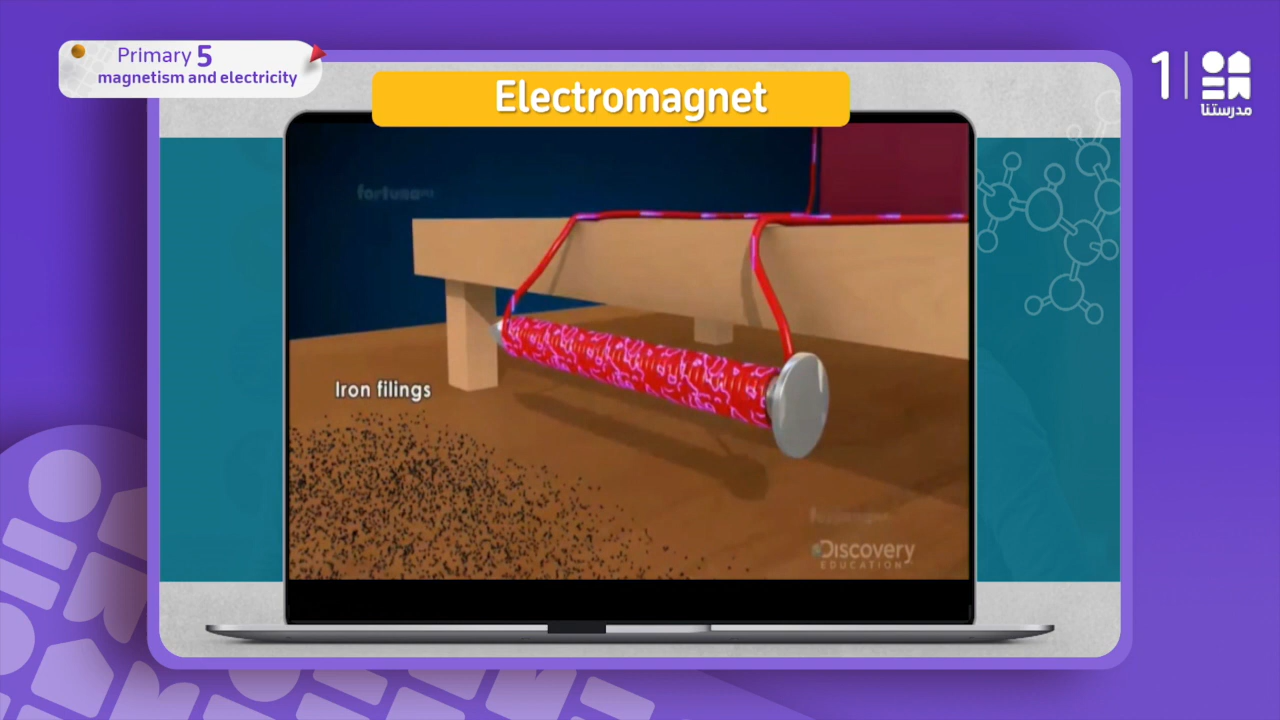 Primary 5
magnetism and electricity
Electromagnet
1
مدرستنا
Iron filings
Discovery
EDUCATION